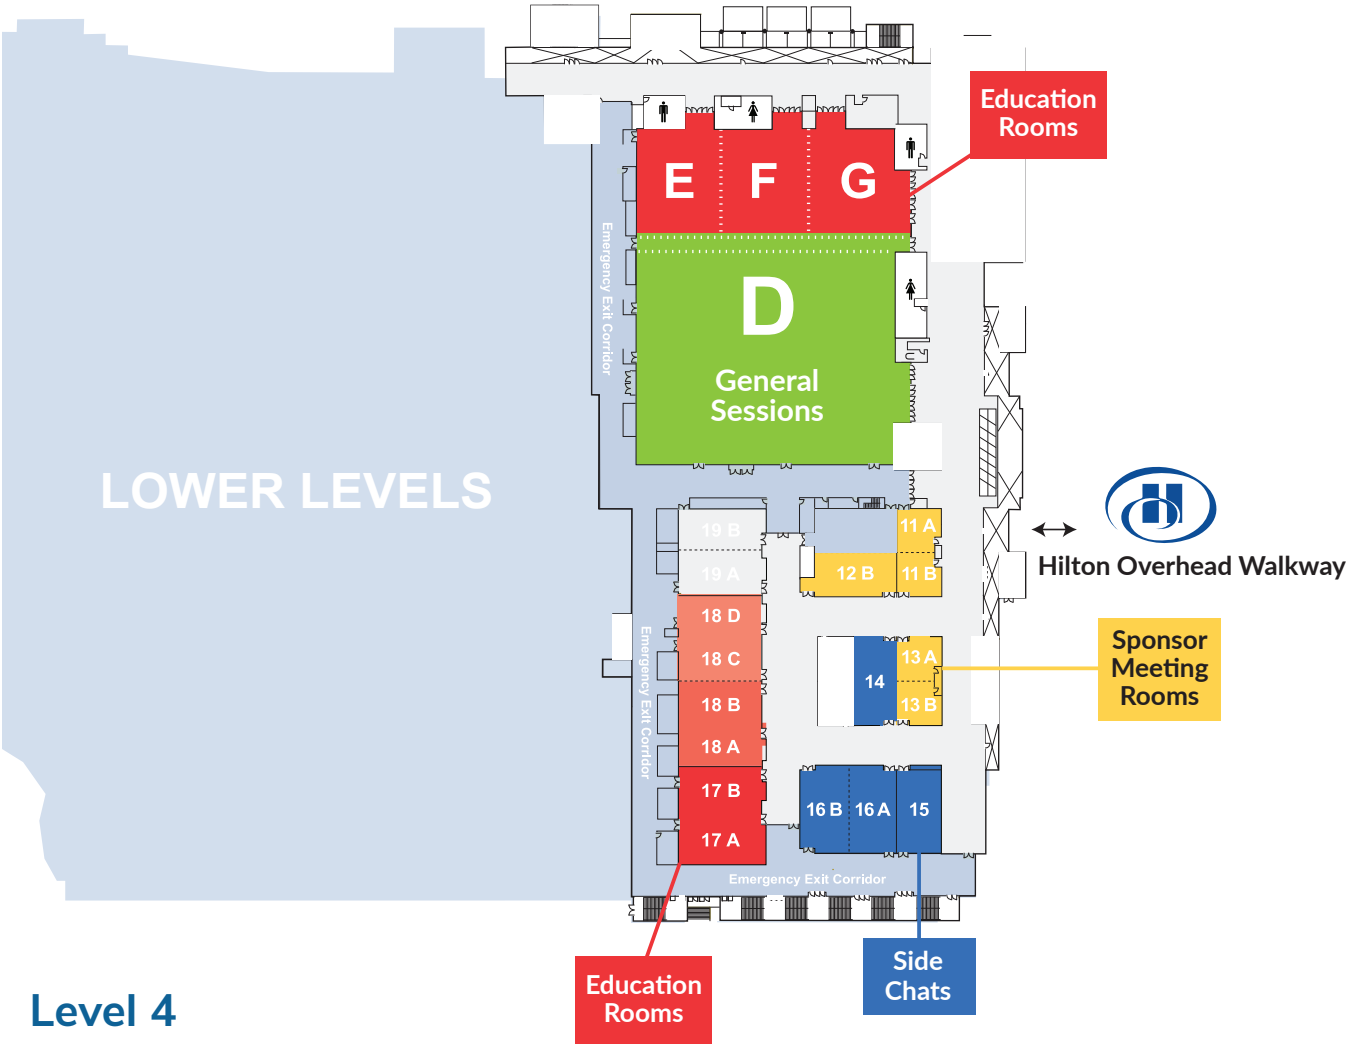 Education
Rooms
E
F
G
Emergency Exit Corridor
D
General
Sessions
LOWER LEVELS
Hilton Overhead Walkway
19 B
19 A
18 D
18 C
18 B
18 A
17 B
17 A
11 A
11 B
12 B
13 A
13 B
14
16 B
16 A
15
Sponsor
Meeting
Rooms
Emergency Exit Corridor
Emergency Exit Corridor
Side
Chats
Education
Rooms
Level 4